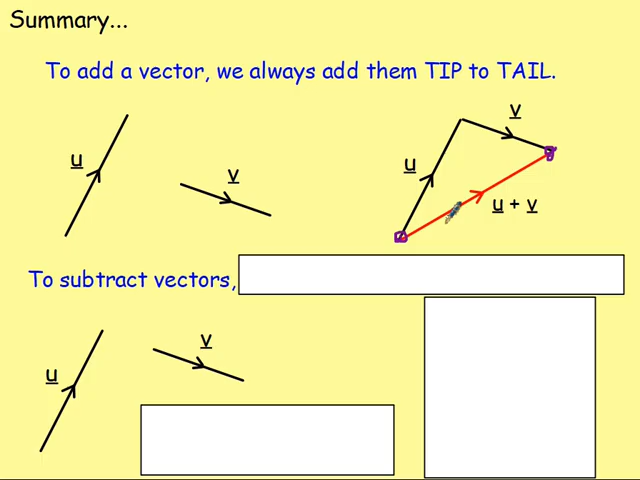 Summary...
To add a vector, we always add them TIP to TAIL.
u
v
u
v
u + v
To subtract vectors,
u
v